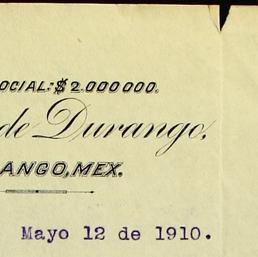 OCIAL: $2.000000.
de Durango,
ANGO, MEX.
Mayo 12 de 1910.